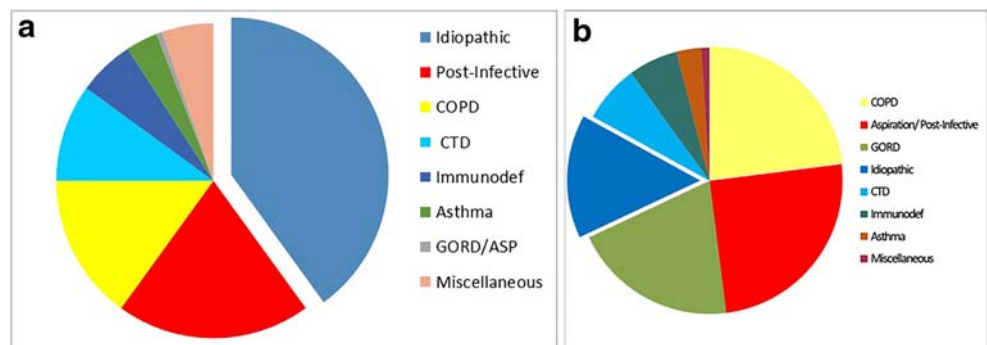 a
Idiopathic
Post-Infective
COPD
CTD
Immunodef
Asthma
GORD/ASP
Miscellaneous
b
COPD
Aspiration/Post-Infective
GORD
Idiopathic
CTD
Immunodef
Asthma
Miscellaneous